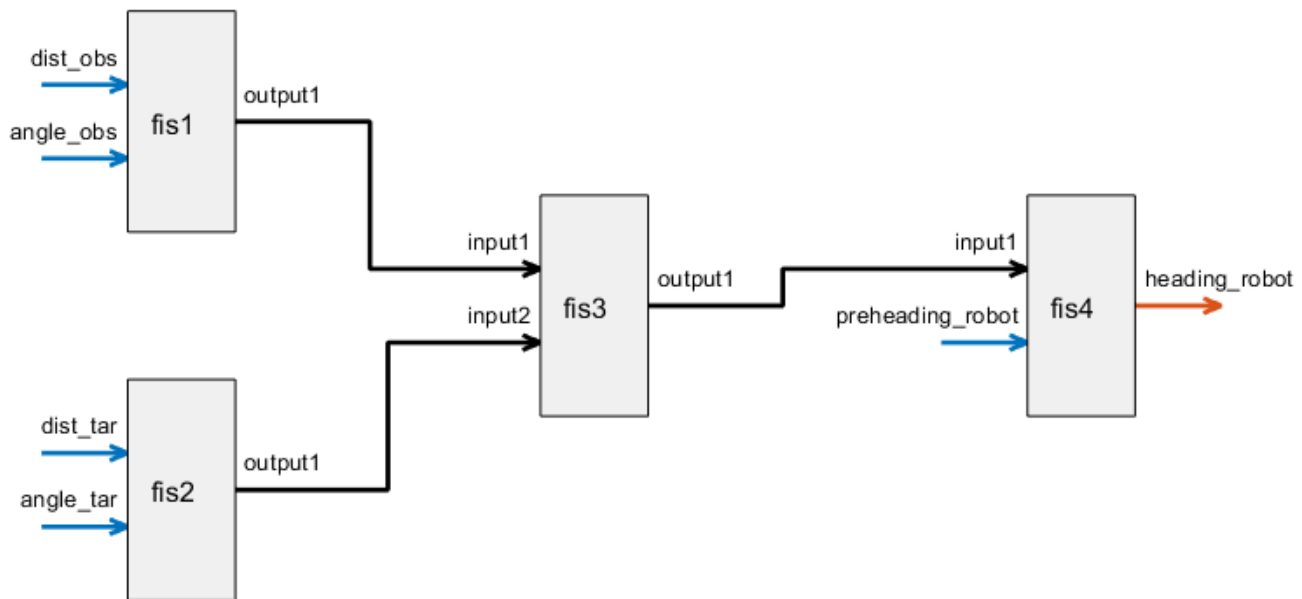 dist_obs
angle_obs
fis1
output1
dist_tar
angle_tar
fis2
output1
input1
input2
fis3
output1
input1
preheading_robot
fis4
heading_robot